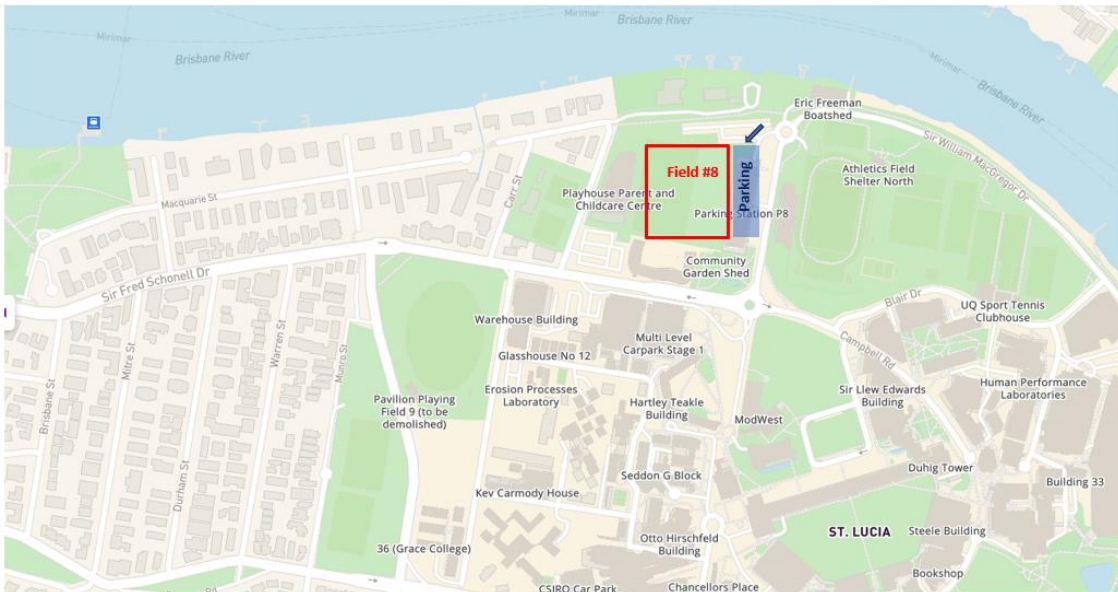 Mirimar
Brisbane River
Mirimar
Brisbane River
Mirimar
Brisbane River
Eric Freeman
Boatshed
Sir William MacGregor Dr
Athletics Field
Shelter North
Field #8
Parking
Playhouse Parent and
Childcare Centre
Parking Station P8
Community
Garden Shed
Carr St
Macquarie St
Sir Fred Schonell Dr
Blair Dr
UQ Sport Tennis
Clubhouse
Warehouse Building
Multi Level
Carpark Stage 1
Campbell Rd
Glasshouse No 12
Warren St
Munro St
Mitre St
Brisbane St
Durham St
Erosion Processes
Laboratory
Pavilion Playing
Field 9 (to be
demolished)
Hartley Teakle
Building
ModWest
Sir Llew Edwards
Building
Human Performance
Laboratories
Duhig Tower
Seddon G Block
Building 33
Kev Carmody House
ST. LUCIA
Steele Building
Otto Hirschfeld
Building
36 (Grace College)
Bookshop
CSIRO Car Park
Chancellors Place
Rd